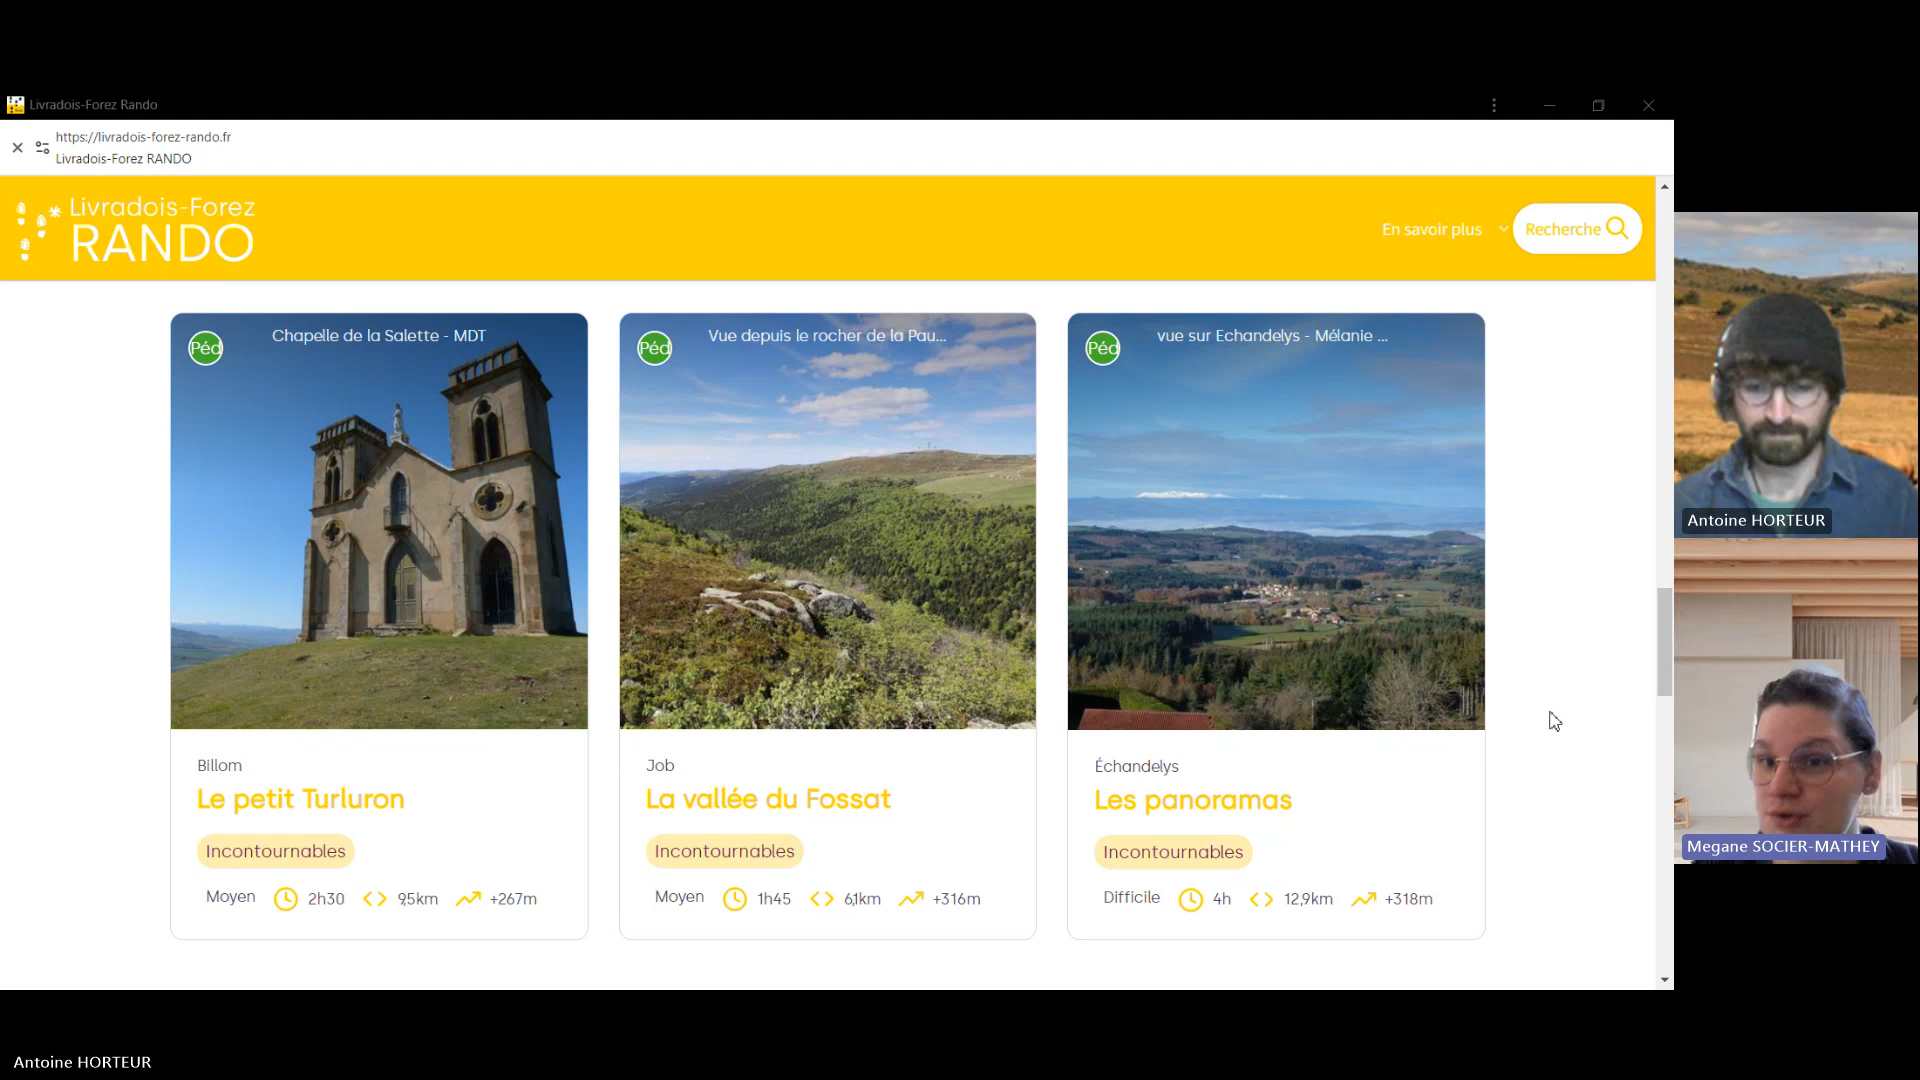 Livradois-Forez Rando
https://livradois-forez-rando.fr
Livradois-Forez RANDO
Livradois-Forez
RANDO
En savoir plus
Recherche
Péd
Chapelle de la Salette - MDT
Péd
Vue depuis le rocher de la Pau...
Péd
vue sur Echandelys - Mélanie ...
Billom
Le petit Turluron
Incontournables
Moyen 2h30 9,5km +267m
Job
La vallée du Fossat
Incontournables
Moyen 1h45 6,1km +316m
Échandelys
Les panoramas
Incontournables
Difficile 4h 12,9km +318m
Antoine HORTEUR
Megane SOCIER-MATHEY
Antoine HORTEUR